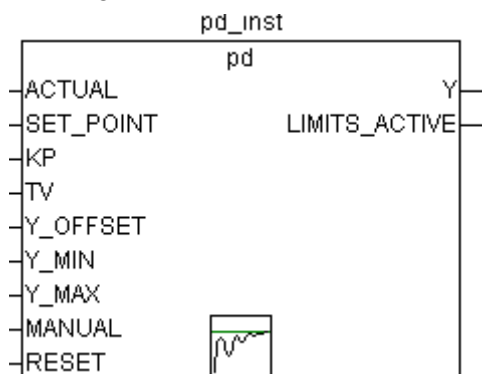 pd_inst
pd
ACTUAL Y
SET_POINT LIMITS_ACTIVE
KP
TV
Y_OFFSET
Y_MIN
Y_MAX
MANUAL
RESET